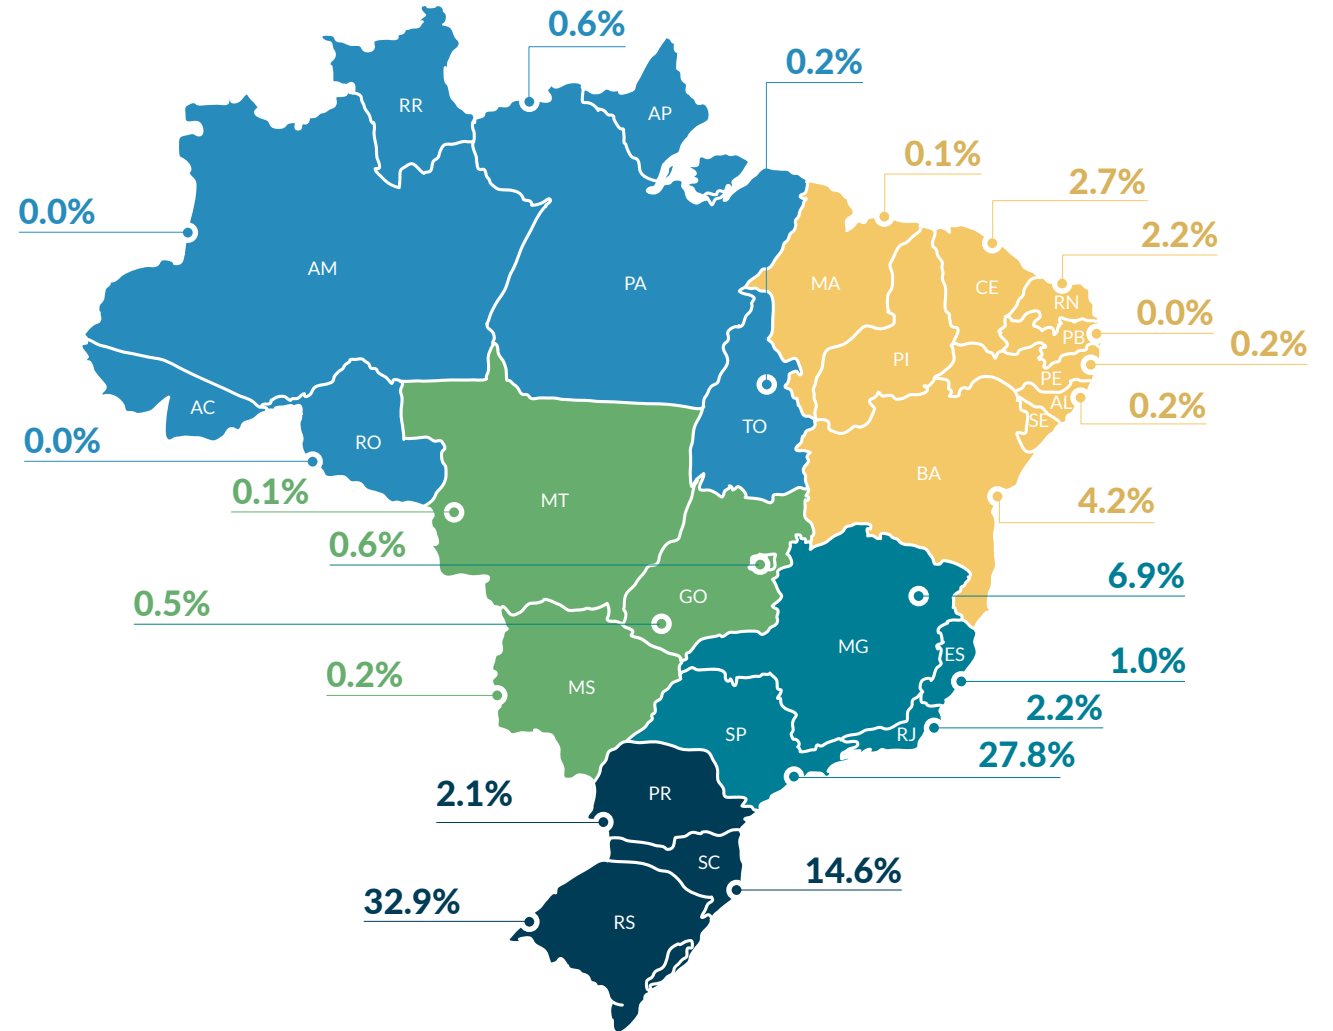 0.6%
0.2%
RR
AP
0.1%
2.7%
0.0%
2.2%
AM
PA
MA
CE
RN
0.0%
PB
0.2%
PI
PE
AL
0.2%
AC
SE
TO
0.0%
RO
BA
0.1%
MT
4.2%
0.6%
6.9%
0.5%
GO
MG
ES
1.0%
0.2%
MS
2.2%
SP
RJ
27.8%
2.1%
PR
SC
14.6%
32.9%
RS